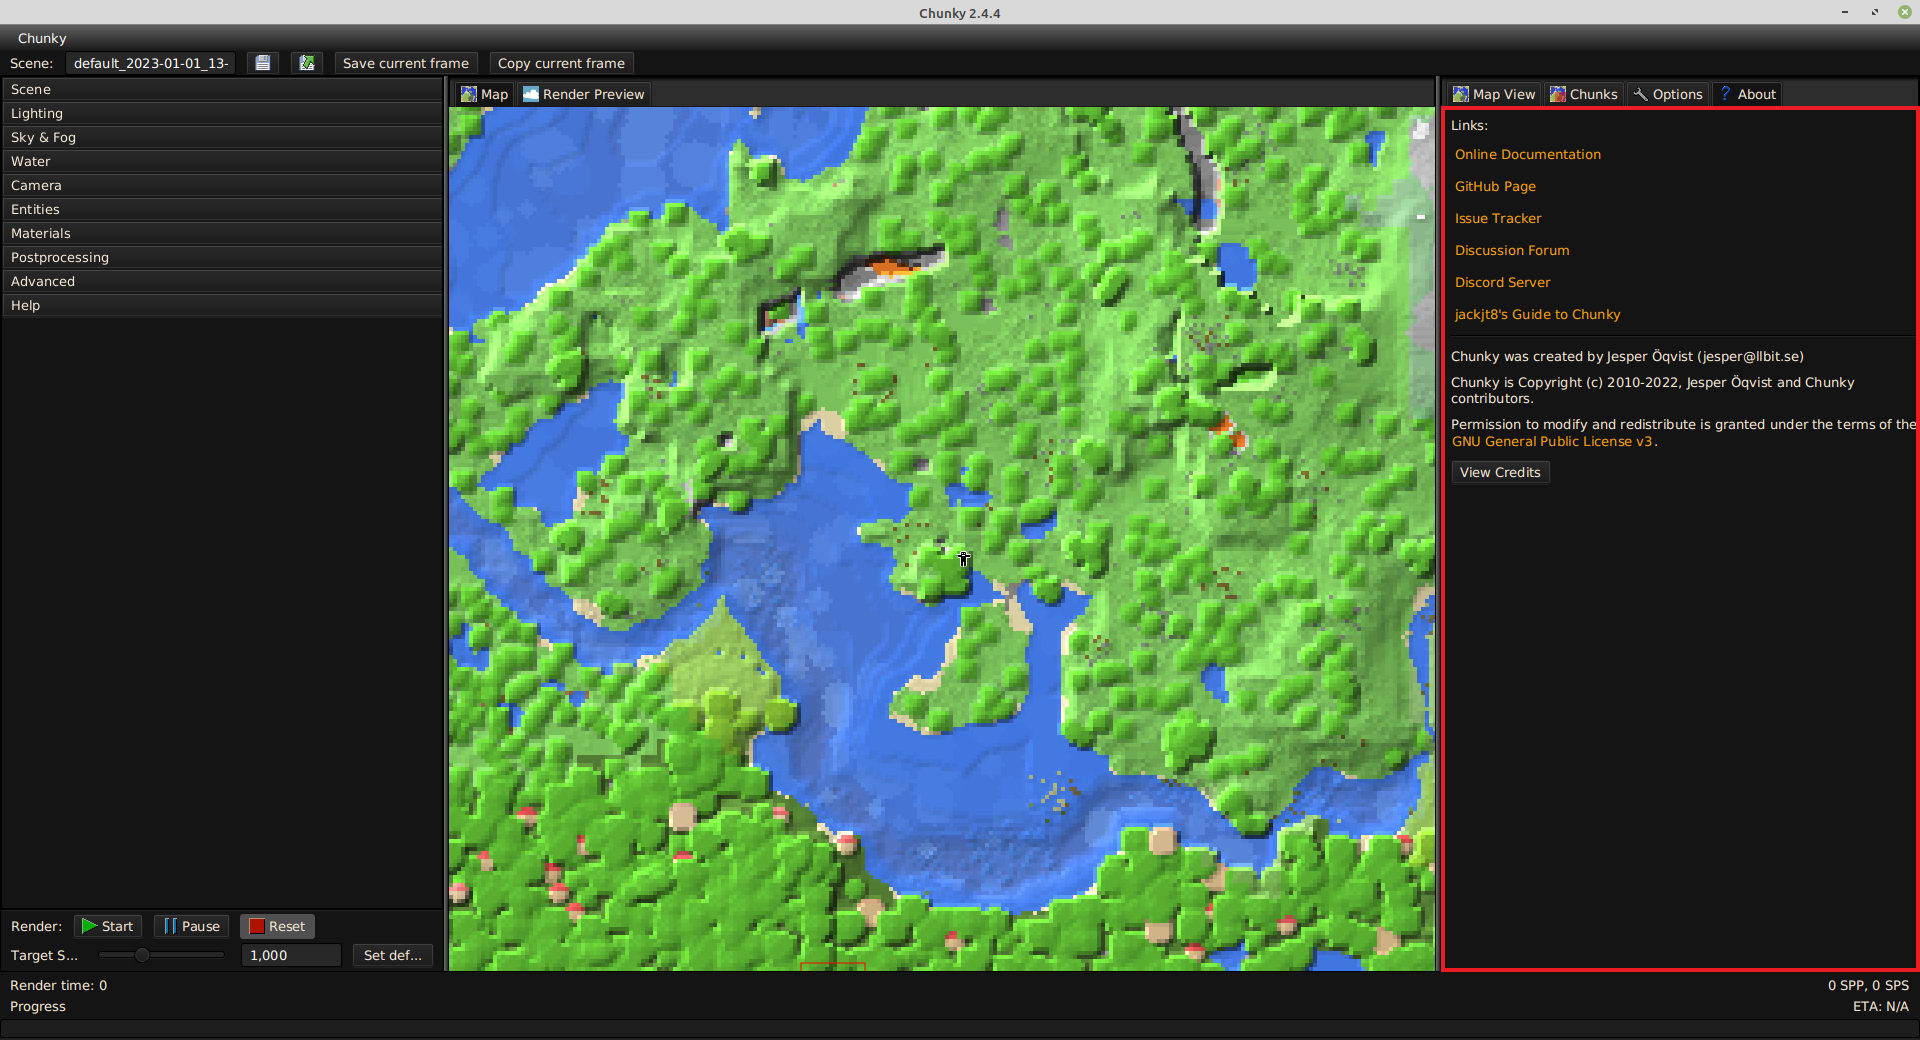 Chunky 2.4.4
Chunky
Scene: default_2023-01-01_13- Save current frame Copy current frame
Scene
Lighting
Sky & Fog
Water
Camera
Entities
Materials
Postprocessing
Advanced
Help
Render: Start Pause Reset
Target S... 1,000 Set def...
Map Render Preview
Map View Chunks Options ? About
Links:
Online Documentation
GitHub Page
Issue Tracker
Discussion Forum
Discord Server
jackjt8's Guide to Chunky
Chunky was created by Jesper Öqvist (jesper@llbit.se)
Chunky is Copyright (c) 2010-2022, Jesper Öqvist and Chunky
contributors.
Permission to modify and redistribute is granted under the terms of the
GNU General Public License v3.
View Credits
Render time: 0
Progress
0 SPP, 0 SPS
ETA: N/A